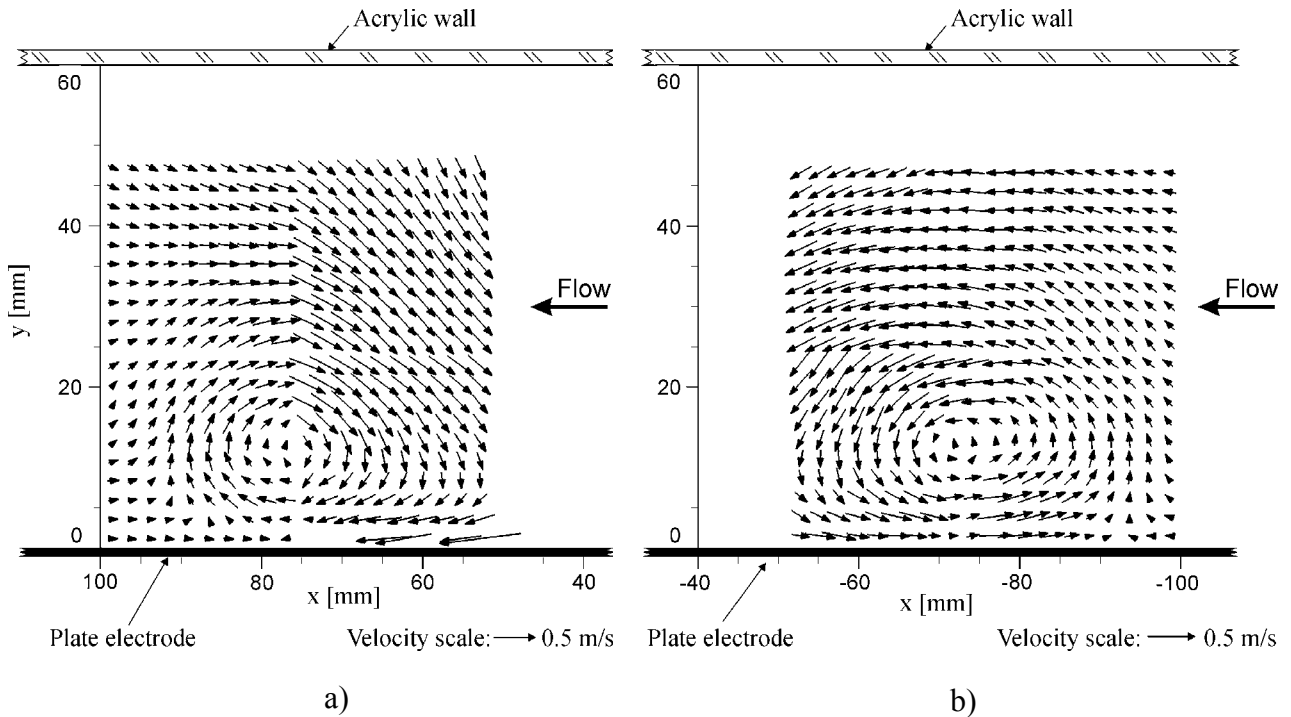 Acrylic wall
60
40
20
0
y [mm]
Flow
100 80 60 40
x [mm]
Plate electrode
Velocity scale: 0.5 m/s
a)
Acrylic wall
60
40
20
0
y [mm]
Flow
-40 -60 -80 -100
x [mm]
Plate electrode
Velocity scale: 0.5 m/s
b)